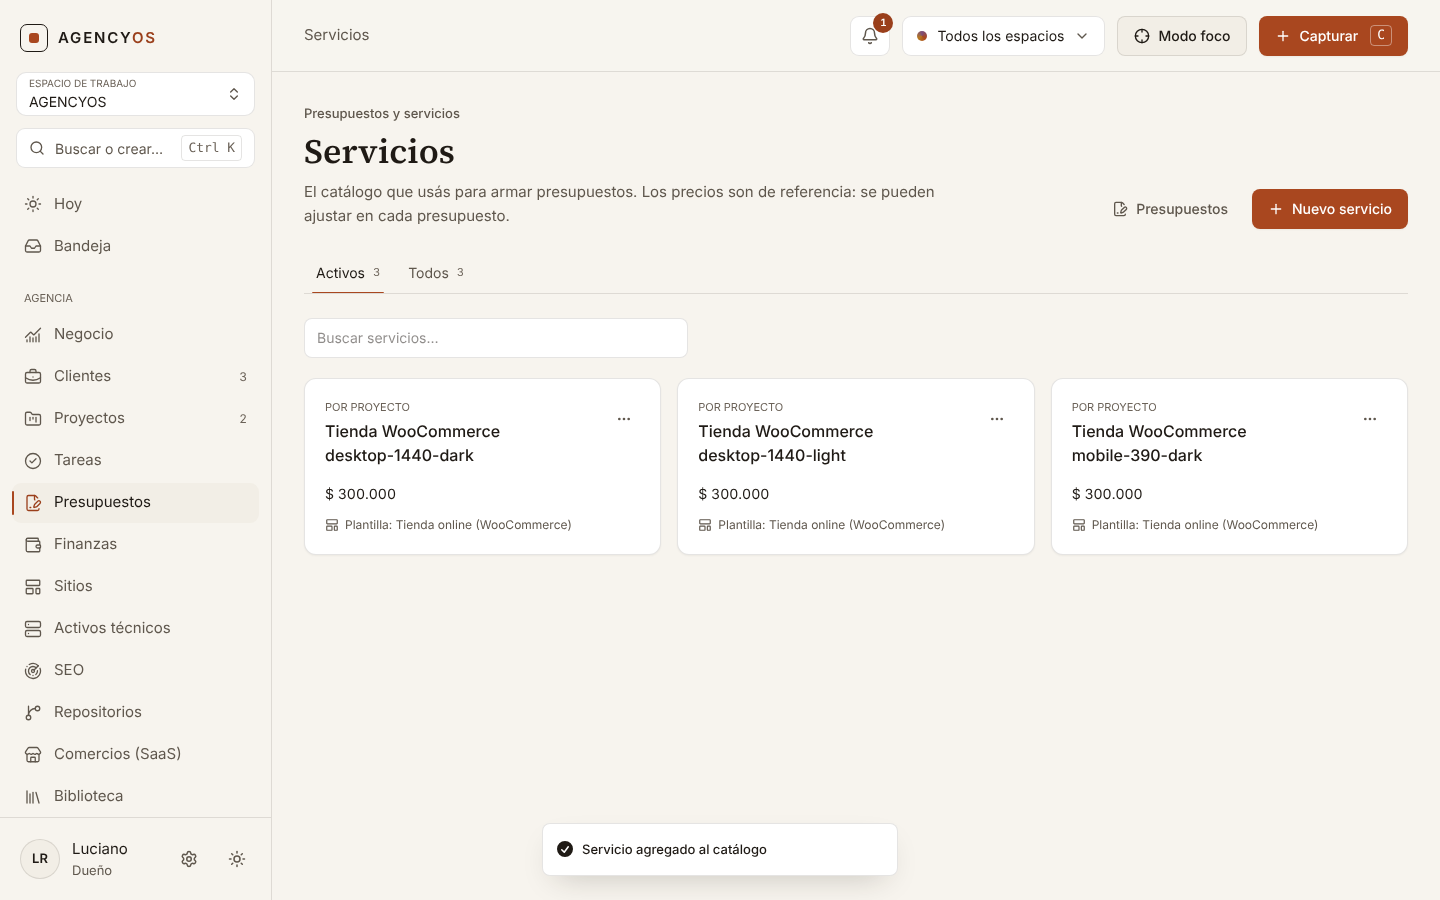 AGENCYOS
ESPACIO DE TRABAJO
AGENCYOS
Buscar o crear...
Ctrl K
Hoy
Bandeja
AGENCIA
Negocio
Clientes 3
Proyectos 2
Tareas
Presupuestos
Finanzas
Sitios
Activos técnicos
SEO
Repositorios
Comercios (SaaS)
Biblioteca
LR
Luciano
Dueño
Servicios
1
Todos los espacios
Modo foco
Capturar C
Presupuestos y servicios
Servicios
El catálogo que usás para armar presupuestos. Los precios son de referencia: se pueden
ajustar en cada presupuesto.
Presupuestos
Nuevo servicio
Activos 3
Todos 3
Buscar servicios...
POR PROYECTO
Tienda WooCommerce
desktop-1440-dark
$ 300.000
Plantilla: Tienda online (WooCommerce)
POR PROYECTO
Tienda WooCommerce
desktop-1440-light
$ 300.000
Plantilla: Tienda online (WooCommerce)
POR PROYECTO
Tienda WooCommerce
mobile-390-dark
$ 300.000
Plantilla: Tienda online (WooCommerce)
Servicio agregado al catálogo